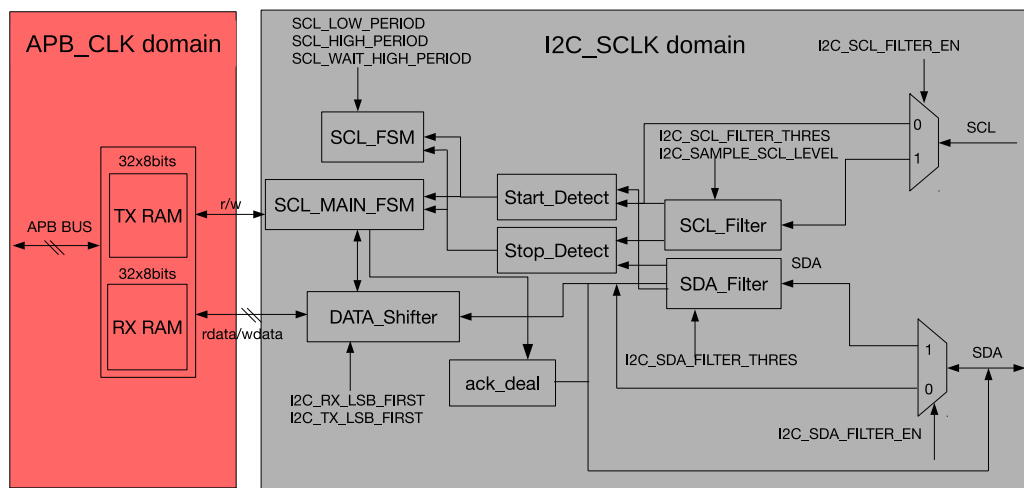 APB_CLK domain
I2C_SCLK domain
SCL_LOW_PERIOD
SCL_HIGH_PERIOD
SCL_WAIT_HIGH_PERIOD
I2C_SCL_FILTER_EN
SCL_FSM
0
SCL
1
I2C_SCL_FILTER_THRES
I2C_SAMPLE_SCL_LEVEL
32x8bits
TX RAM
r/w
SCL_MAIN_FSM
Start_Detect
SCL_Filter
APB BUS
Stop_Detect
SDA
32x8bits
SDA_Filter
RX RAM
rdata/wdata
DATA_Shifter
I2C_SDA_FILTER_THRES
1
SDA
0
ack_deal
I2C_RX_LSB_FIRST
I2C_TX_LSB_FIRST
I2C_SDA_FILTER_EN